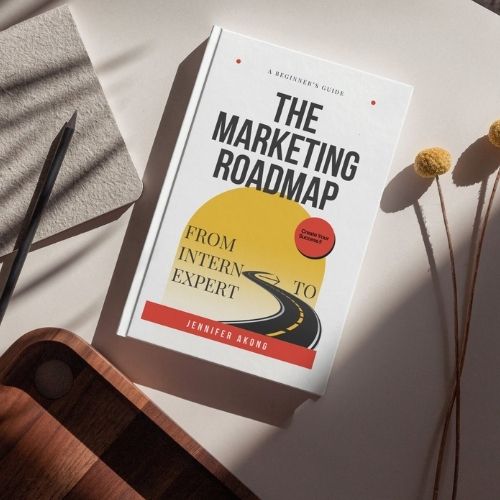 A BEGINNER'S GUIDE
THE
MARKETING
ROADMAP
Create Your
Success!!
FROM
INTERN TO
EXPERT
JENNIFER AKONG